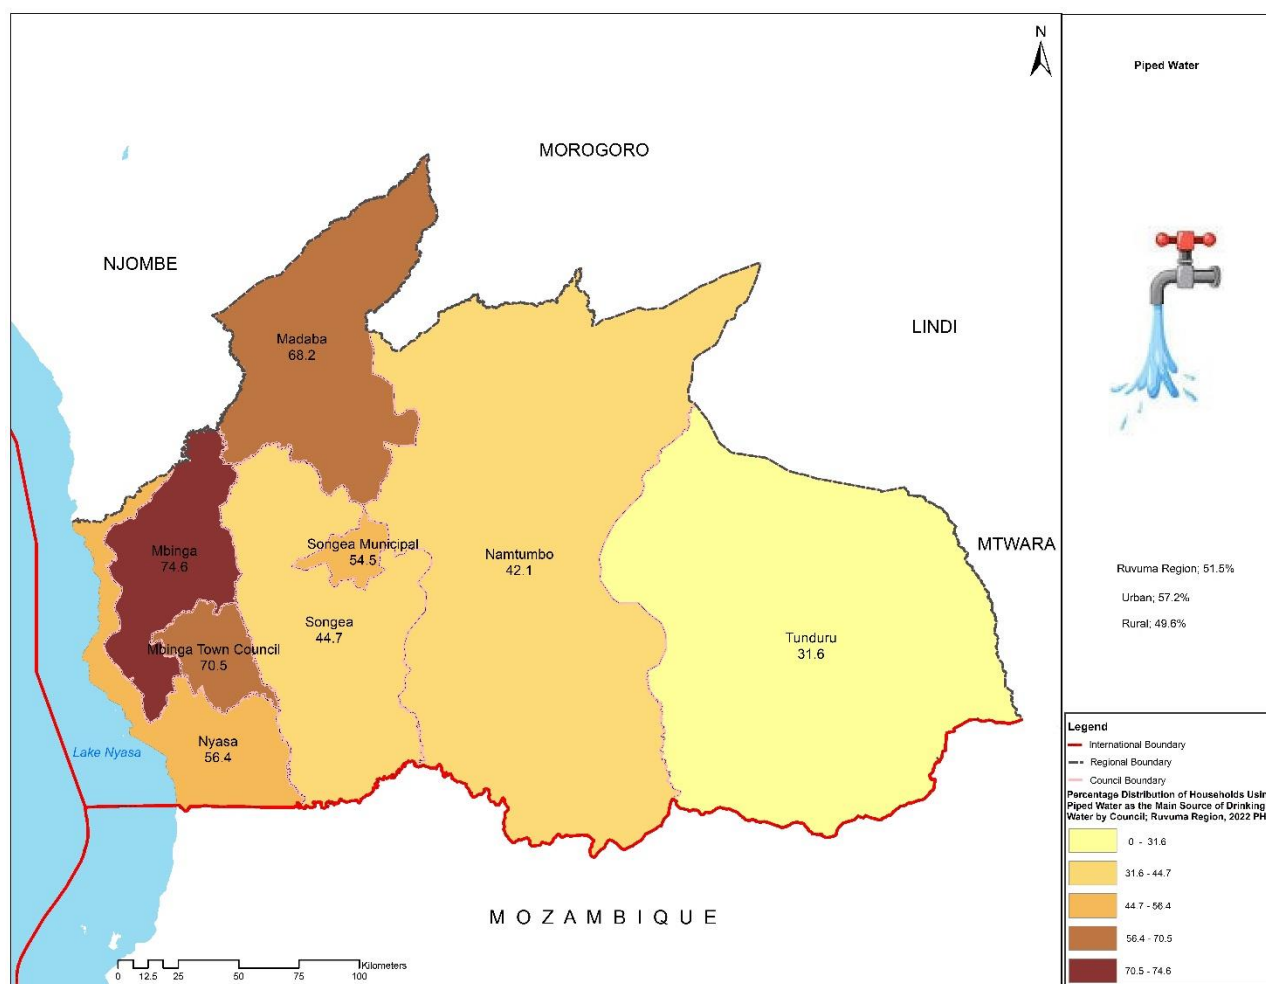 N
MOROGORO
NJOMBE
LINDI
MTWARA
Madaba
68.2
Mbinga
74.6
Songea Municipal
54.5
Namtumbo
42.1
Songea
44.7
Mbinga Town Council
70.5
Tunduru
31.6
Nyasa
56.4
Lake Nyasa
MOZAMBIQUE
Kilometers
0 12.5 25 50 75 100
Piped Water
Ruvuma Region; 51.5%
Urban; 57.2%
Rural; 49.6%
Legend
International Boundary
Regional Boundary
Council Boundary
Percentage Distribution of Households Usin
Piped Water as the Main Source of Drinking
Water by Council; Ruvuma Region, 2022 PH
0 - 31.6
31.6 - 44.7
44.7 - 56.4
56.4 - 70.5
70.5 - 74.6